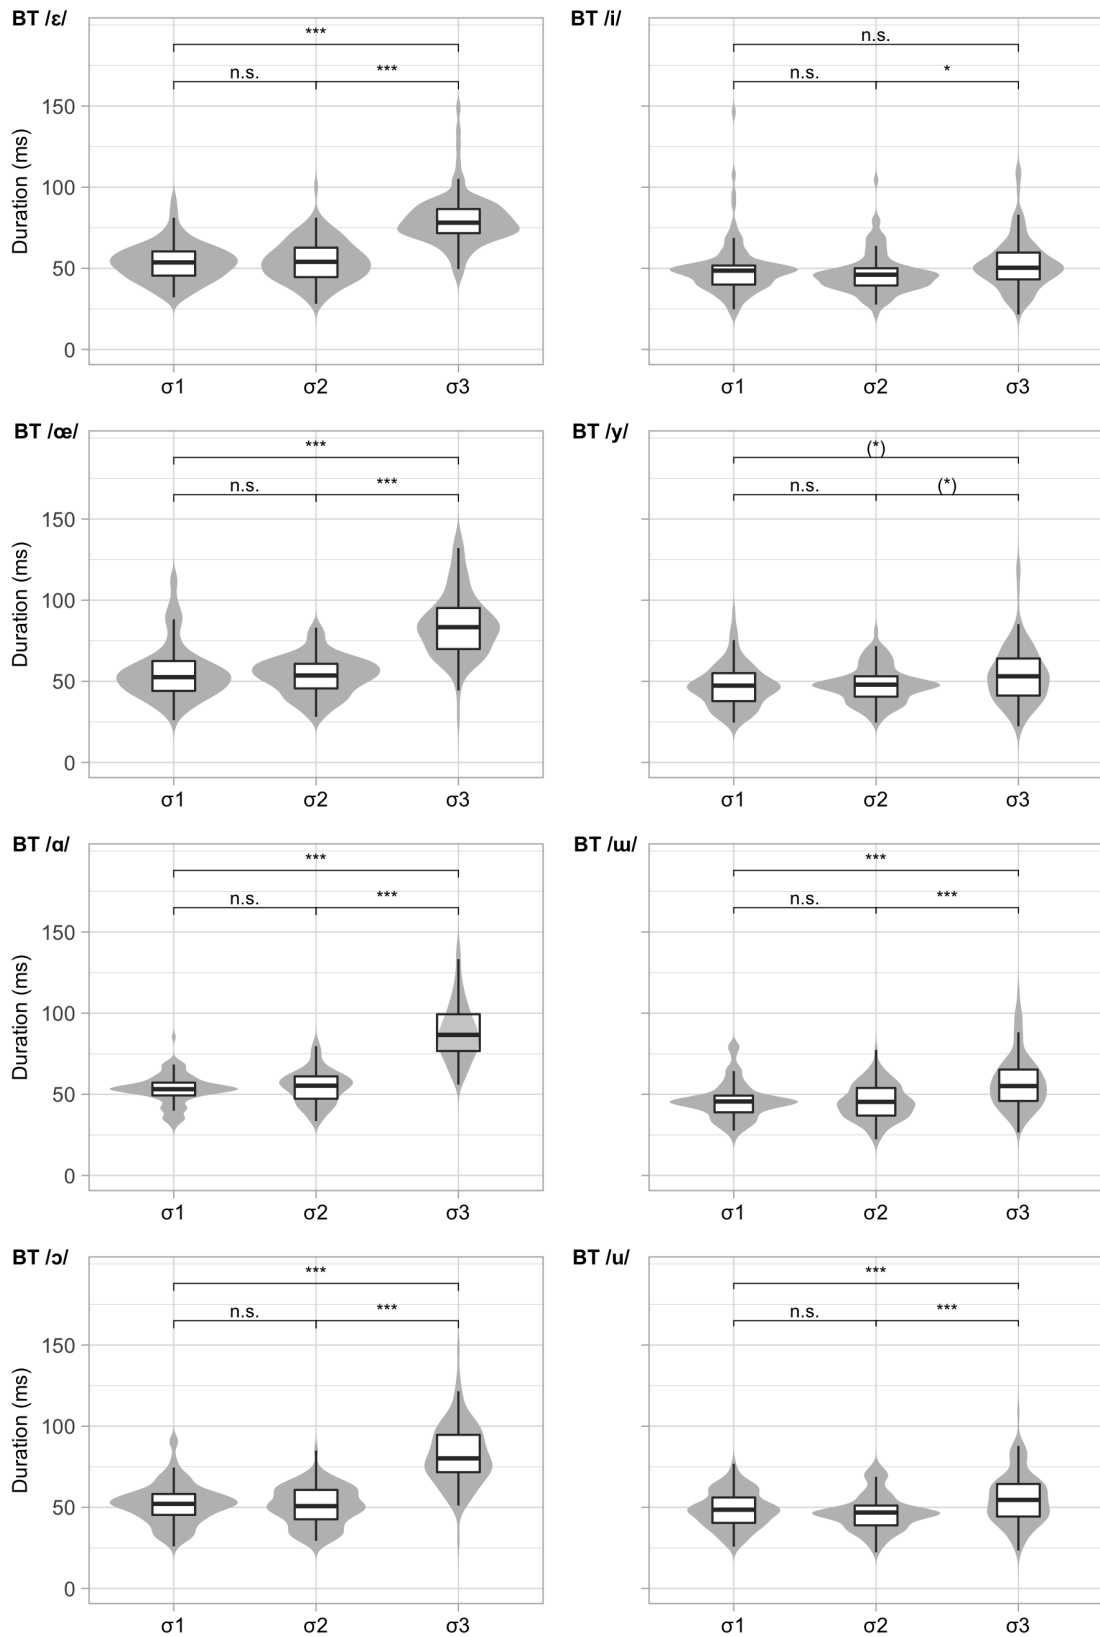 BT /ɛ/
***
n.s. ***
Duration (ms)
150
100
50
0
σ1 σ2 σ3
BT /i/
n.s.
n.s. *
σ1 σ2 σ3
BT /œ/
***
n.s. ***
Duration (ms)
150
100
50
0
σ1 σ2 σ3
BT /y/
(*)
n.s. (*)
σ1 σ2 σ3
BT /ɑ/
***
n.s. ***
Duration (ms)
150
100
50
0
σ1 σ2 σ3
BT /ɯ/
***
n.s. ***
σ1 σ2 σ3
BT /ɔ/
***
n.s. ***
Duration (ms)
150
100
50
0
σ1 σ2 σ3
BT /u/
***
n.s. ***
σ1 σ2 σ3